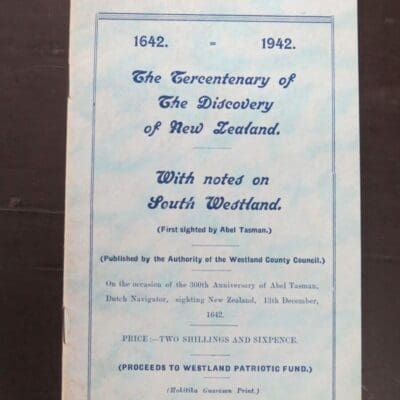 1642. = 1942.
The Tercentenary of
The Discovery
of New Zealand.
With notes on
South Westland.
(First sighted by Abel Tasman.)
(Published by the Authority of the Westland County Council.)
On the occasion of the 300th Anniversary of Abel Tasman,
Dutch Navigator, sighting New Zealand, 13th December,
1642.
PRICE:—TWO SHILLINGS AND SIXPENCE.
(PROCEEDS TO WESTLAND PATRIOTIC FUND.)
(Hokitika Guardian Print.)